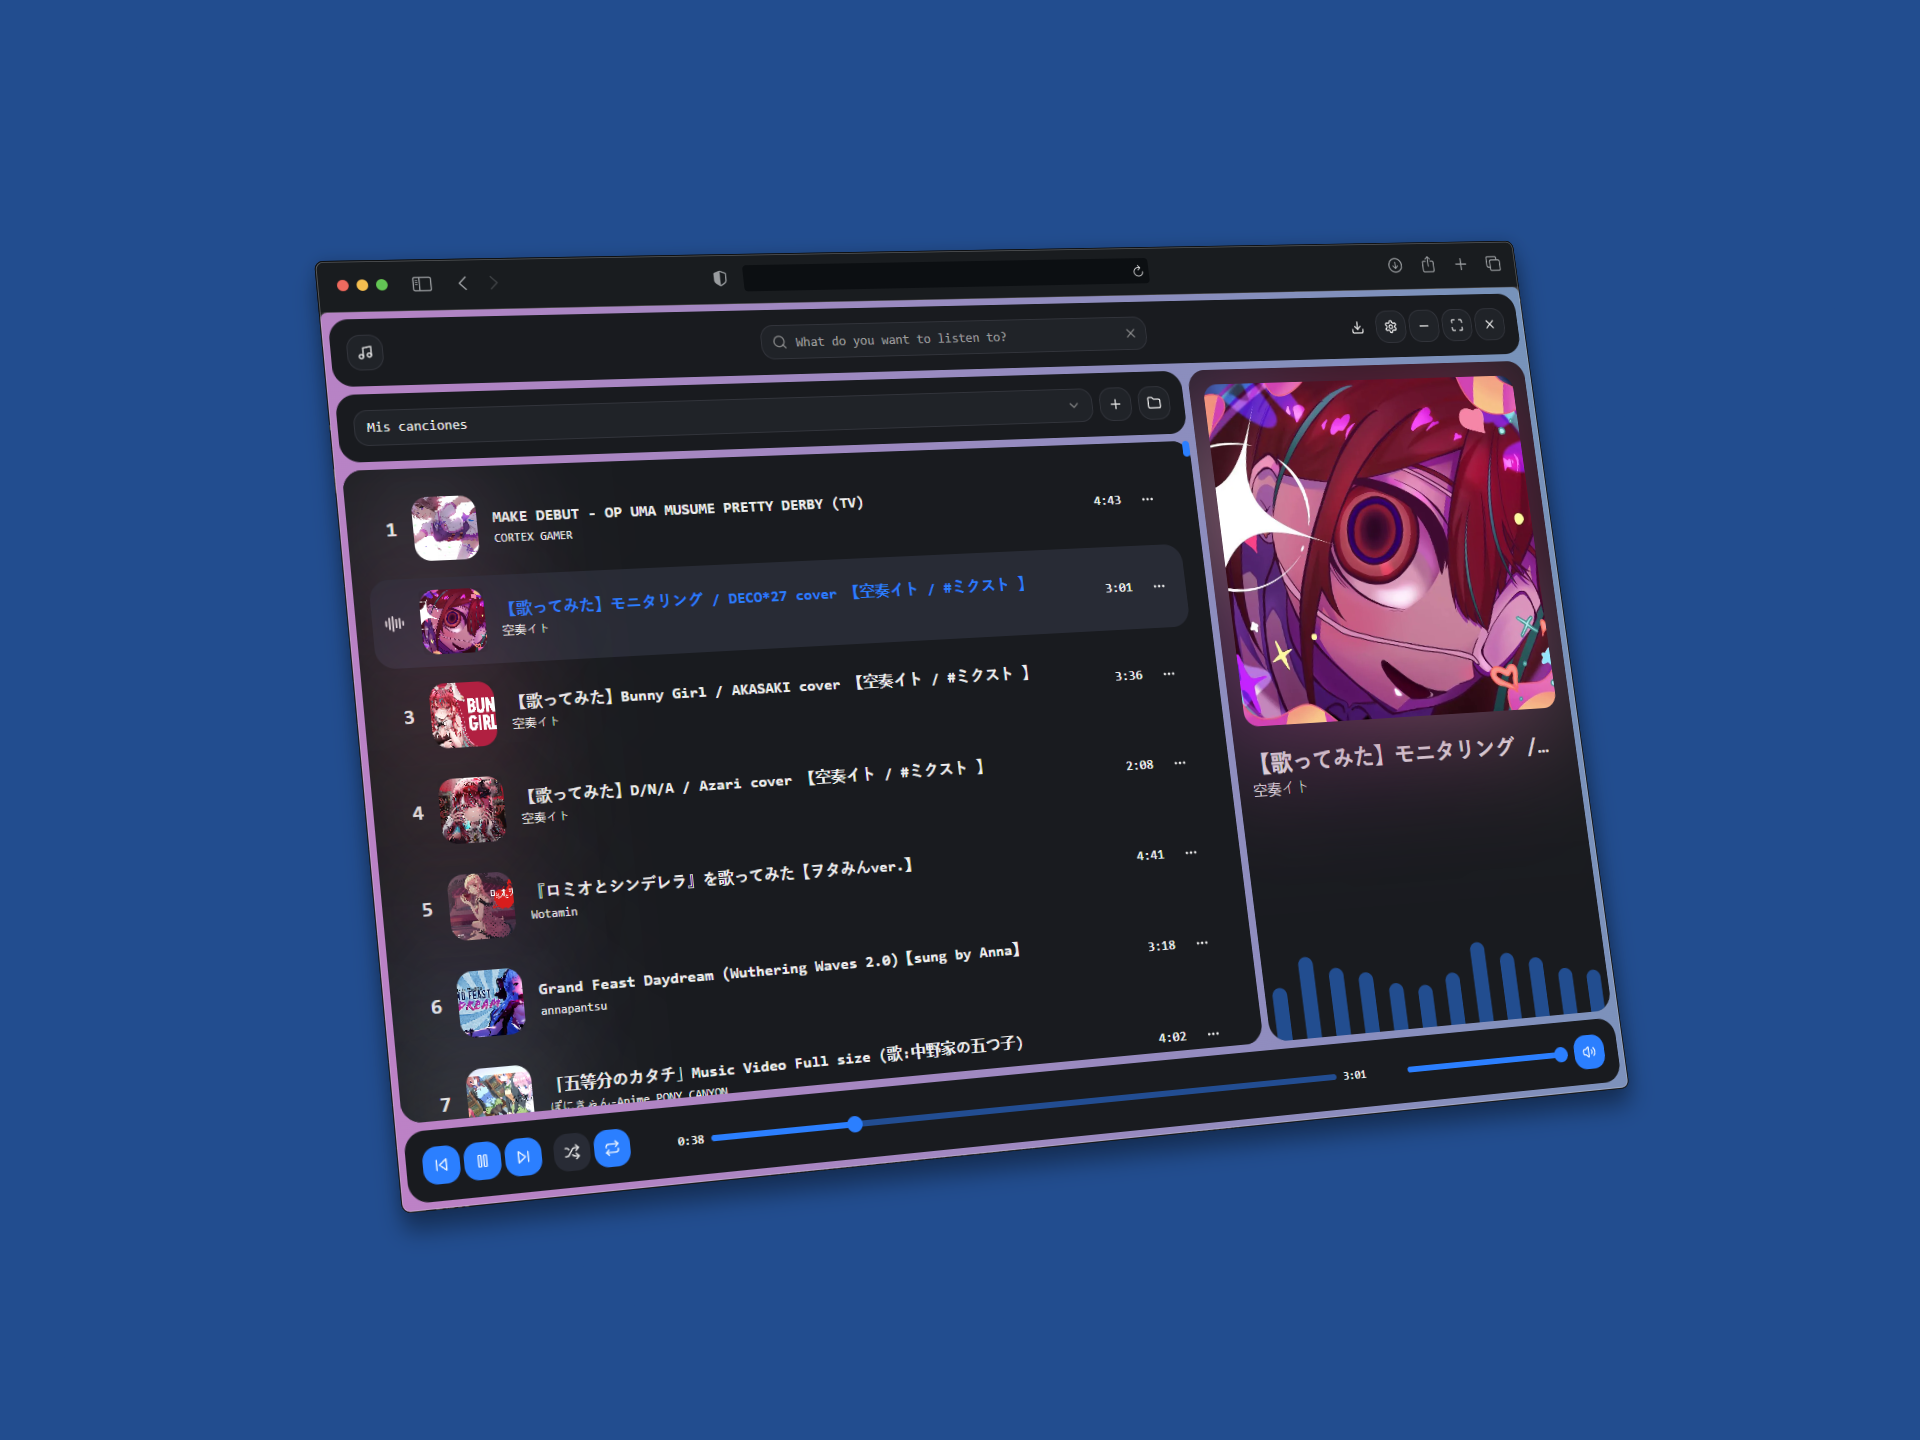 What do you want to listen to?
Mis canciones
1
MAKE DEBUT - OP UMA MUSUME PRETTY DERBY (TV)
CORTEX GAMER
4:43
【歌ってみた】モニタリング / DECO*27 cover 【空奏イト / #ミクスト 】
空奏イト
3:01
3
BUN
GIRL
【歌ってみた】Bunny Girl / AKASAKI cover 【空奏イト / #ミクスト 】
空奏イト
3:36
4
【歌ってみた】D/N/A / Azari cover 【空奏イト / #ミクスト 】
空奏イト
2:08
5
『ロミオとシンデレラ』を歌ってみた【ヲタみんver.】
Wotamin
4:41
6
Grand Feast Daydream (Wuthering Waves 2.0)【sung by Anna】
annapantsu
3:18
7
「五等分のカタチ」Music Video Full size (歌:中野家の五つ子)
ぽにきゃん-Anime PONY CANYON
4:02
【歌ってみた】モニタリング /…
空奏イト
0:38
3:01